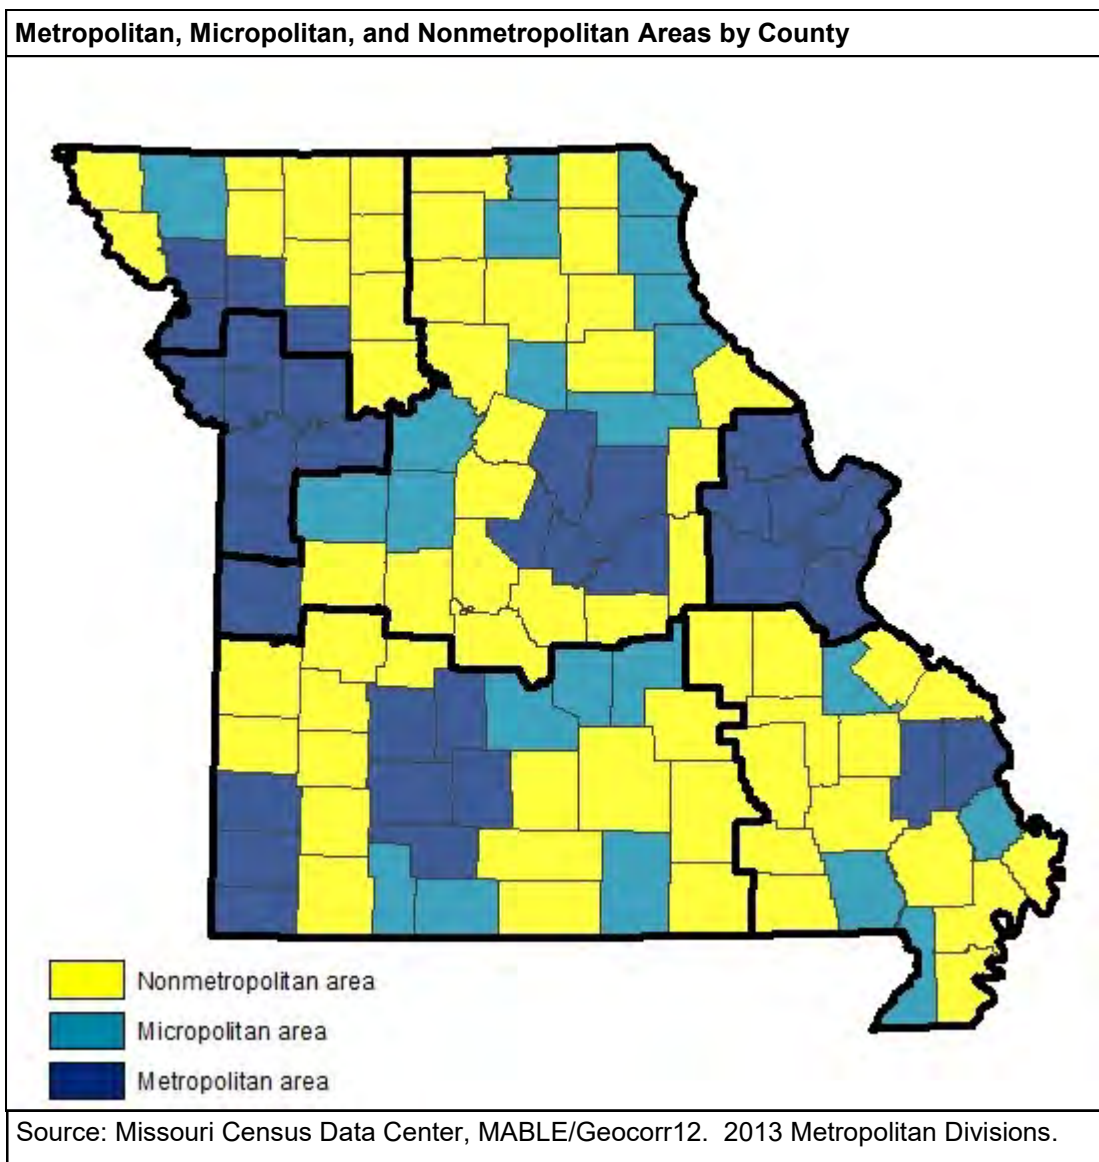 Metropolitan, Micropolitan, and Nonmetropolitan Areas by County
Nonmetropolitan area
Micropolitan area
Metropolitan area
Source: Missouri Census Data Center, MABLE/Geocorr12.  2013 Metropolitan Divisions.